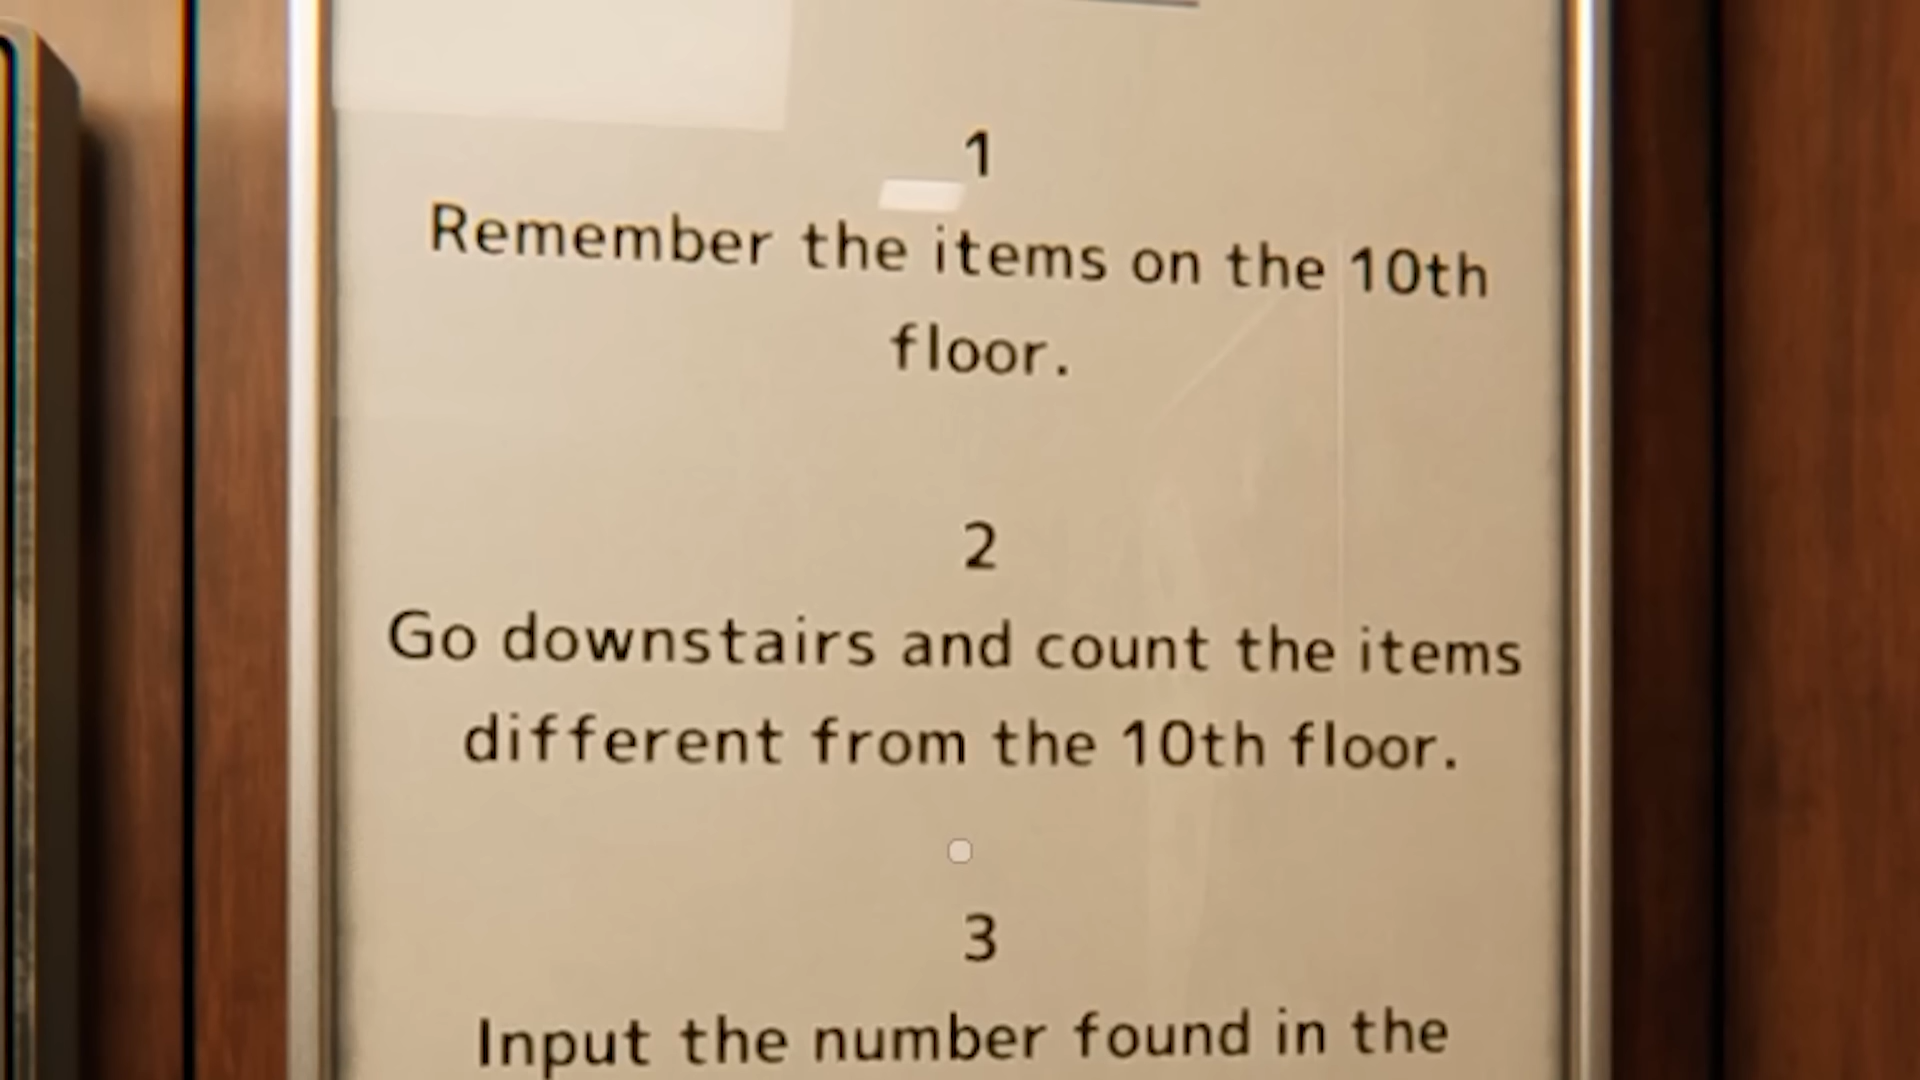 1
Remember the items on the 10th
floor.
2
Go downstairs and count the items
different from the 10th floor.
3
Input the number found in the